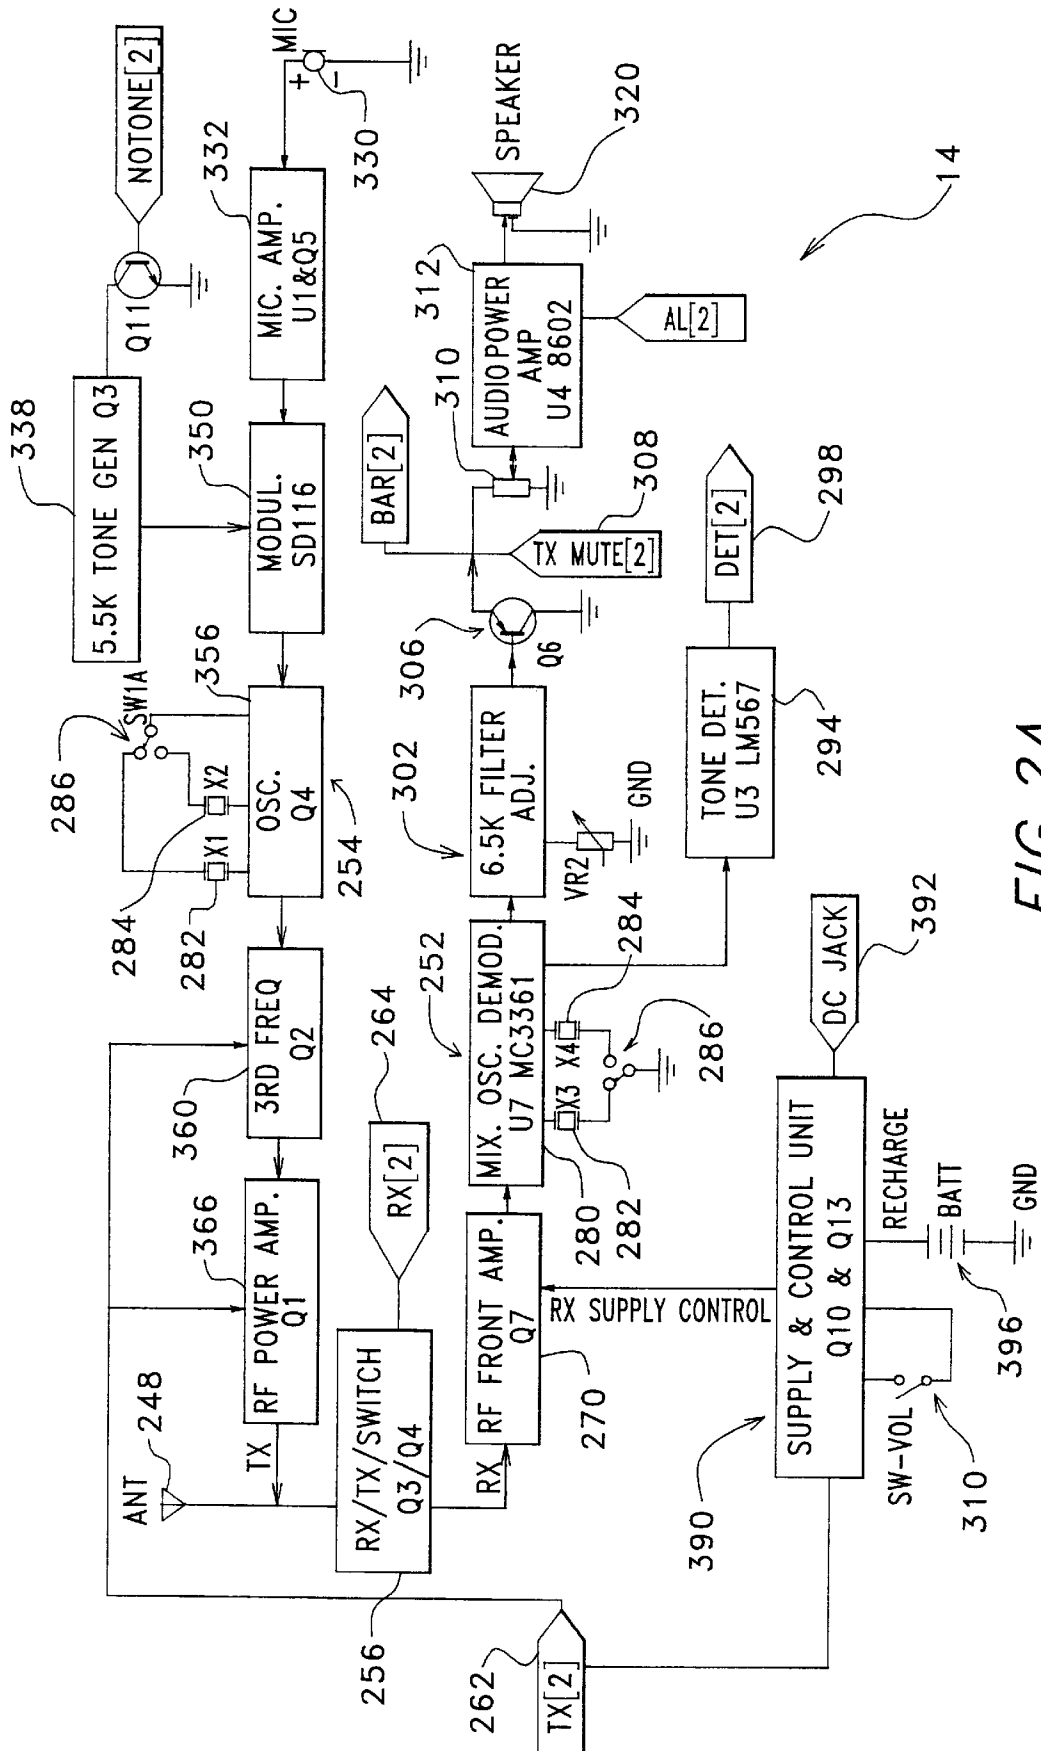 338
5.5K TONE GEN Q3
Q11
NOTONE[2]
MIC
+
-
330
332
MIC. AMP.
U1&Q5
350
MODUL.
SD116
356
SW1A
286
OSC.
Q4
X2
X1
284
282
254
3RD FREQ
Q2
360
RF POWER AMP.
Q1
366
TX
ANT
248
RX/TX/SWITCH
Q3/Q4
256
RX[2]
264
262
TX[2]
RX
RF FRONT AMP.
Q7
270
252
MIX. OSC. DEMOD.
U7 MC3361
X3
X4
280
282
284
286
302
6.5K FILTER
ADJ.
VR2
GND
306
Q6
BAR[2]
TX MUTE[2]
308
310
312
AUDIO POWER
AMP
U4 8602
AL[2]
SPEAKER
320
14
TONE DET.
U3 LM567
294
DET[2]
298
RX SUPPLY CONTROL
390
SUPPLY & CONTROL UNIT
Q10 & Q13
DC JACK
392
SW-VOL
310
RECHARGE
BATT
396
GND
FIG. 2A